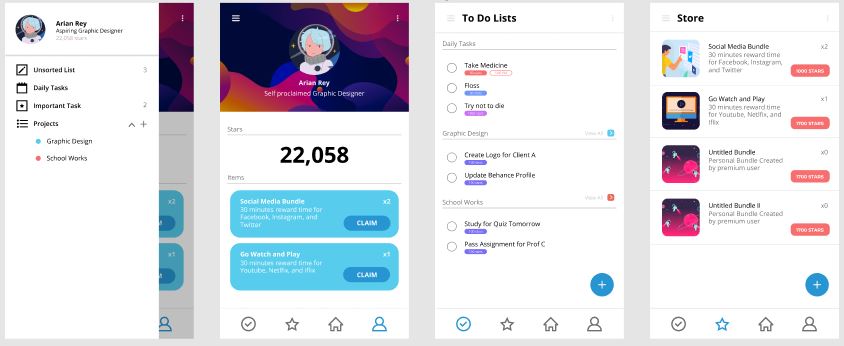 Arian Rey
Aspiring Graphic Designer
22,058 stars
Unsorted List 3
Daily Tasks
Important Task 2
Projects
Graphic Design
School Works
x2
x1
Arian Rey
Self proclaimed Graphic Designer
Stars
22,058
Items
Social Media Bundle x2
30 minutes reward time for
Facebook, Instagram, and
Twitter
CLAIM
Go Watch and Play x1
30 minutes reward time for
Youtube, Netflix, and Iflix
CLAIM
To Do Lists
Daily Tasks
Take Medicine
Floss
Try not to die
Graphic Design View All
Create Logo for Client A
Update Behance Profile
View All
School Works
Study for Quiz Tomorrow
Pass Assignment for Prof C
Store
Social Media Bundle x2
30 minutes reward time for
Facebook, Instagram,
and Twitter
1000 STARS
Go Watch and Play x1
30 minutes reward time
for Youtube, Netflix, and
Iflix
1700 STARS
Untitled Bundle x0
Personal Bundle Created
by premium user
1700 STARS
Untitled Bundle II x0
Personal Bundle Created
by premium user
1700 STARS